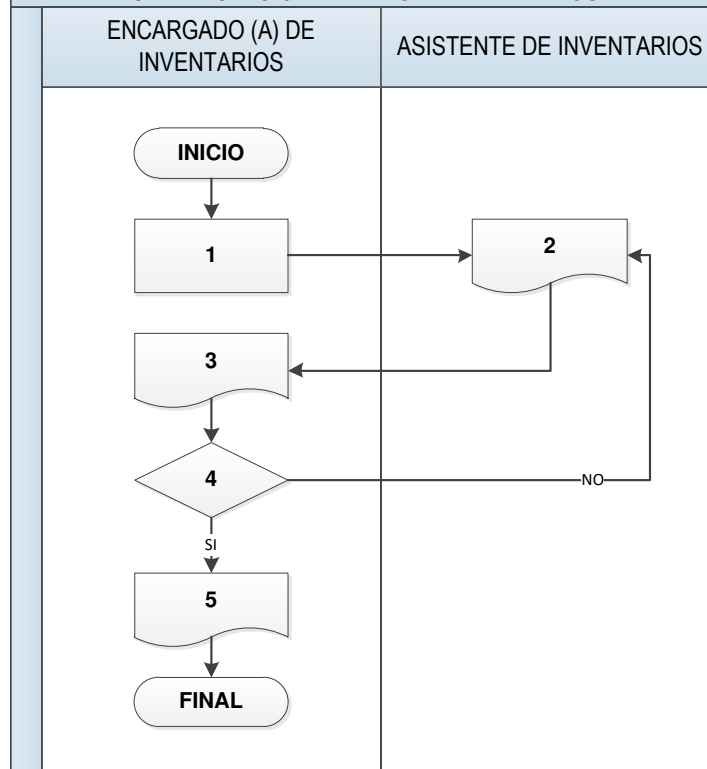 ENCARGADO (A) DE
INVENTARIOS
ASISTENTE DE INVENTARIOS
INICIO
1
2
3
4
NO
SI
5
FINAL